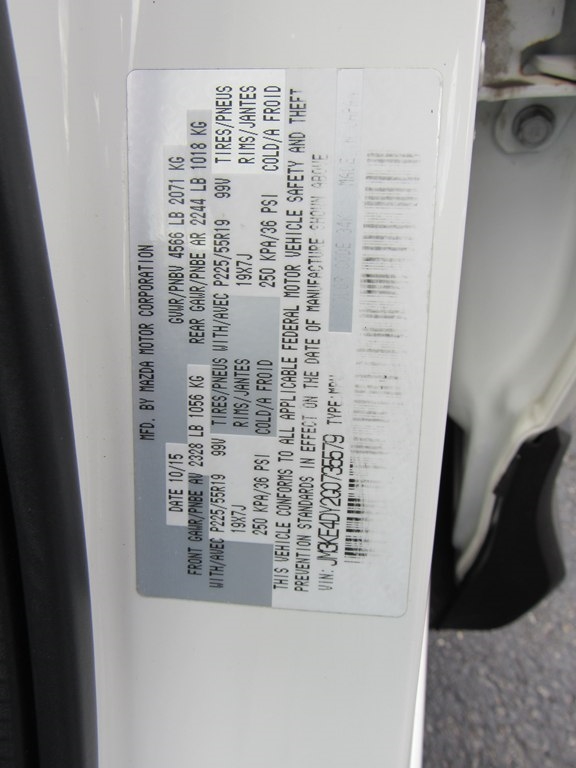 MFD. BY MAZDA MOTOR CORPORATION
DATE 10/15 GVWR/PNBV 4566 LB 2071 KG
FRONT GAWR/PNBE AV 2328 LB 1056 KG REAR GAWR/PNBE AR 2244 LB 1018 KG
WITH/AVEC P225/55R19 99V TIRES/PNEUS WITH/AVEC P225/55R19 99V TIRES/PNEUS
19X7J RIMS/JANTES 19X7J RIMS/JANTES
250 KPA/36 PSI COLD/A FROID 250 KPA/36 PSI COLD/A FROID
THIS VEHICLE CONFORMS TO ALL APPLICABLE FEDERAL MOTOR VEHICLE SAFETY AND THEFT
PREVENTION STANDARDS IN EFFECT ON THE DATE OF MANUFACTURE SHOWN ABOVE
VIN: JM3KE4DY2G0735579 TYPE:MPV